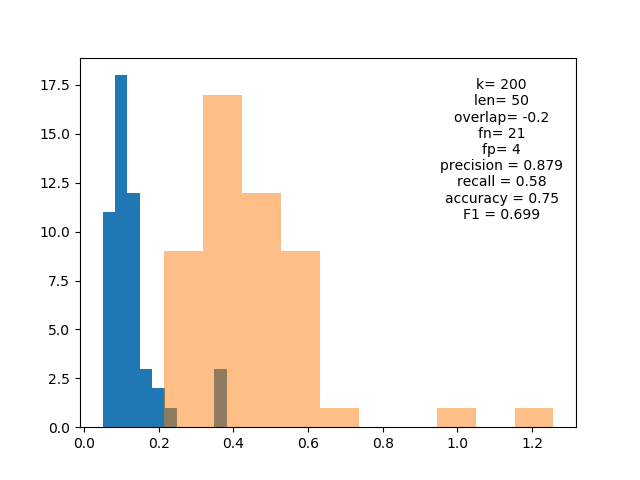 17.5
15.0
12.5
10.0
7.5
5.0
2.5
0.0
0.0 0.2 0.4 0.6 0.8 1.0 1.2
k= 200
len= 50
overlap= -0.2
fn= 21
fp= 4
precision = 0.879
recall = 0.58
accuracy = 0.75
F1 = 0.699